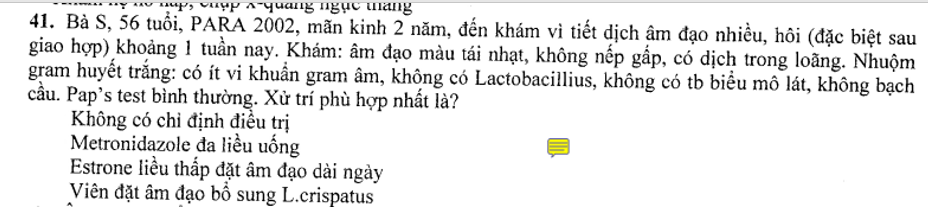 nộ hấp, chụp X-quang ngực thẳng
41. Bà S, 56 tuổi, PARA 2002, mãn kinh 2 năm, đến khám vì tiết dịch âm đạo nhiều, hôi (đặc biệt sau
giao hợp) khoảng 1 tuần nay. Khám: âm đạo màu tái nhạt, không nếp gấp, có dịch trong loãng. Nhuộm
gram huyết trắng: có ít vi khuẩn gram âm, không có Lactobacillius, không có tb biểu mô lát, không bạch
cầu. Pap's test bình thường. Xử trí phù hợp nhất là?
Không có chỉ định điều trị
Metronidazole đa liều uống
Estrone liều thấp đặt âm đạo dài ngày
Viên đặt âm đạo bổ sung L.crispatus